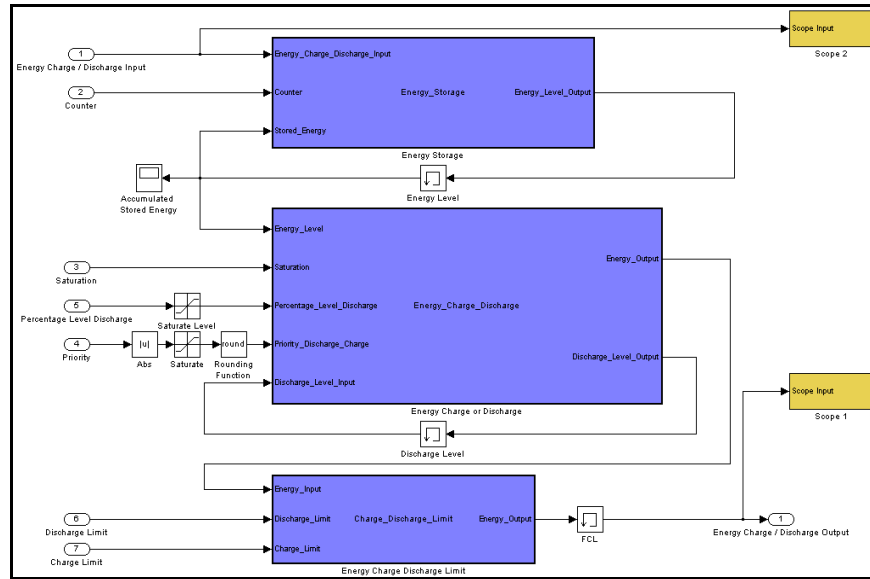 1
Energy Charge / Discharge Input
2
Counter
Energy_Charge_Discharge_Input
Counter
Stored_Energy
Energy_Storage
Energy_Level_Output
Energy Storage
Scope Input
Scope 2
Accumulated
Stored Energy
Energy Level
3
Saturation
5
Percentage Level Discharge
Saturate Level
4
Priority
|u|
Abs
Saturate
round
Rounding
Function
Energy_Level
Saturation
Percentage_Level_Discharge
Priority_Discharge_Charge
Discharge_Level_Input
Energy_Charge_Discharge
Energy_Output
Discharge_Level_Output
Energy Charge or Discharge
Discharge Level
Scope Input
Scope 1
6
Discharge Limit
7
Charge Limit
Energy_Input
Discharge_Limit
Charge_Limit
Charge_Discharge_Limit
Energy_Output
Energy Charge Discharge Limit
FCL
1
Energy Charge / Discharge Output